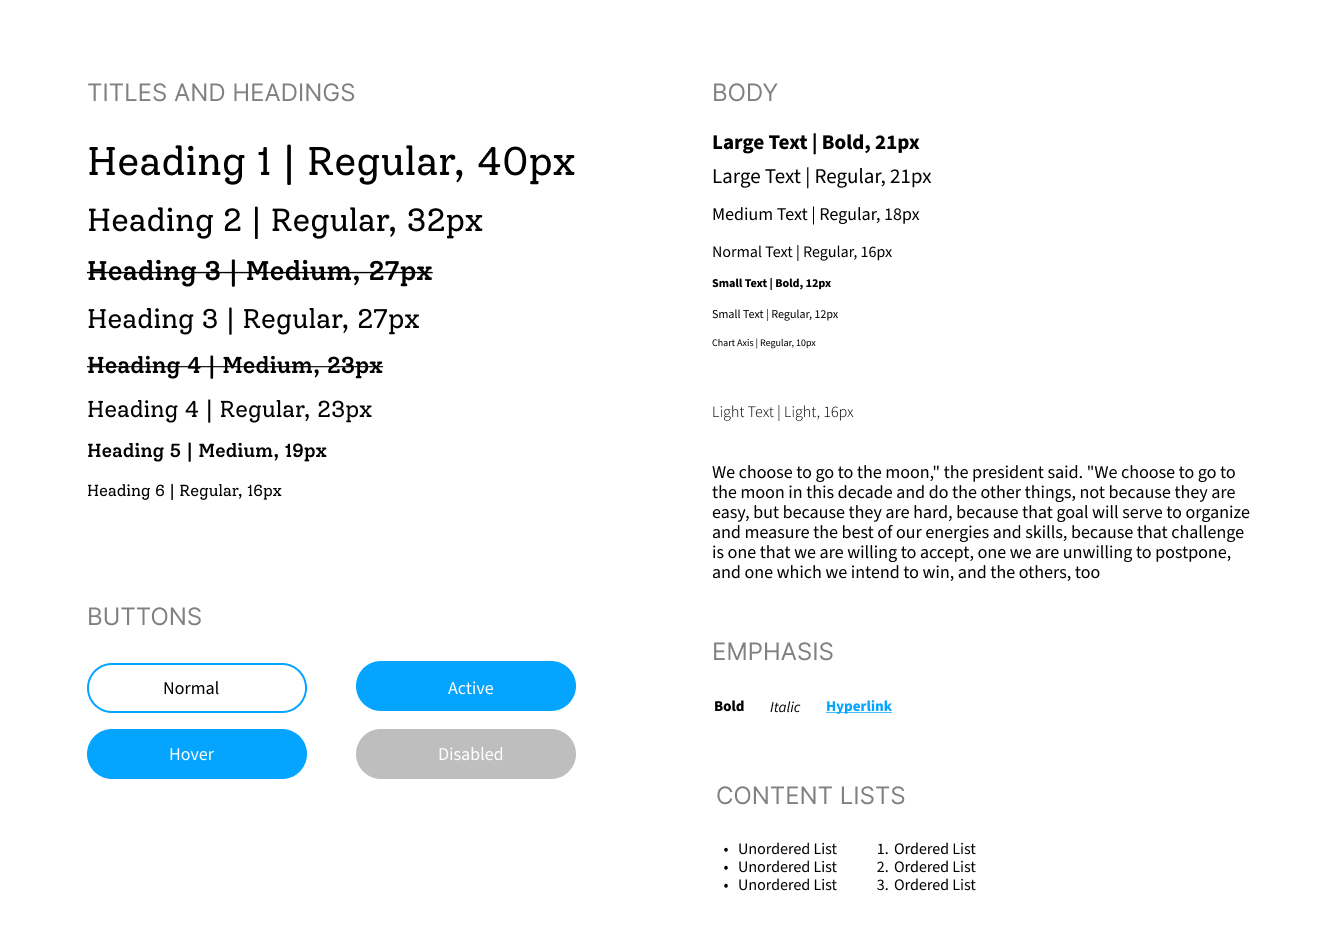 TITLES AND HEADINGS
Heading 1 | Regular, 40px
Heading 2 | Regular, 32px
Heading 3 | Medium, 27px
Heading 3 | Regular, 27px
Heading 4 | Medium, 23px
Heading 4 | Regular, 23px
Heading 5 | Medium, 19px
Heading 6 | Regular, 16px
BUTTONS
Normal
Active
Hover
Disabled
BODY
Large Text | Bold, 21px
Large Text | Regular, 21px
Medium Text | Regular, 18px
Normal Text | Regular, 16px
Small Text | Bold, 12px
Small Text | Regular, 12px
Chart Axis | Regular, 10px
Light Text | Light, 16px
We choose to go to the moon," the president said. "We choose to go to
the moon in this decade and do the other things, not because they are
easy, but because they are hard, because that goal will serve to organize
and measure the best of our energies and skills, because that challenge
is one that we are willing to accept, one we are unwilling to postpone,
and one which we intend to win, and the others, too
EMPHASIS
Bold Italic Hyperlink
CONTENT LISTS
• Unordered List
• Unordered List
• Unordered List
1. Ordered List
2. Ordered List
3. Ordered List